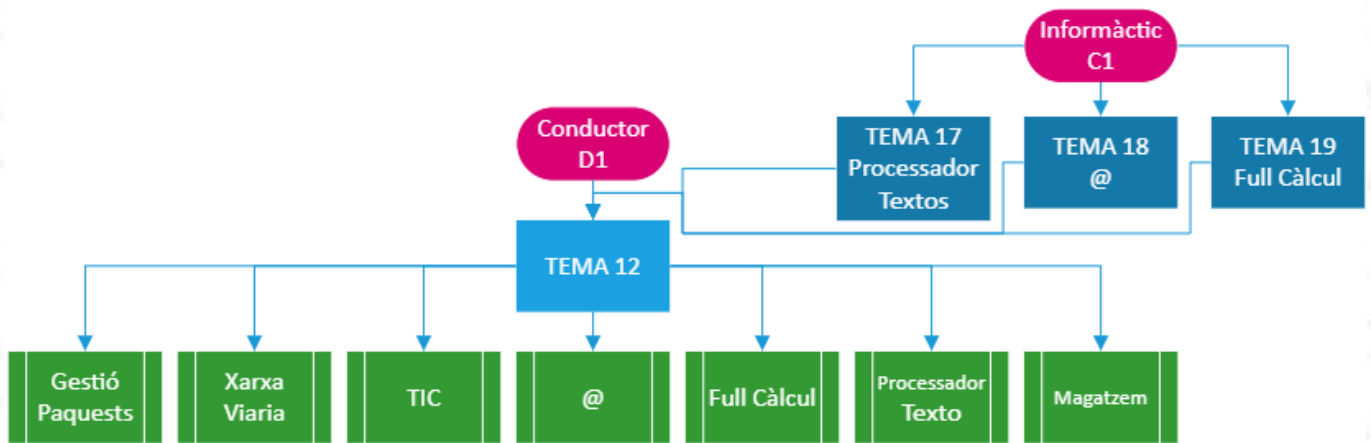 Informàctic
C1
Conductor
D1
TEMA 17
Processador
Textos
TEMA 18
@
TEMA 19
Full Càlcul
TEMA 12
Gestió
Paquests
Xarxa
Viaria
TIC
@
Full Càlcul
Processador
Texto
Magatzem